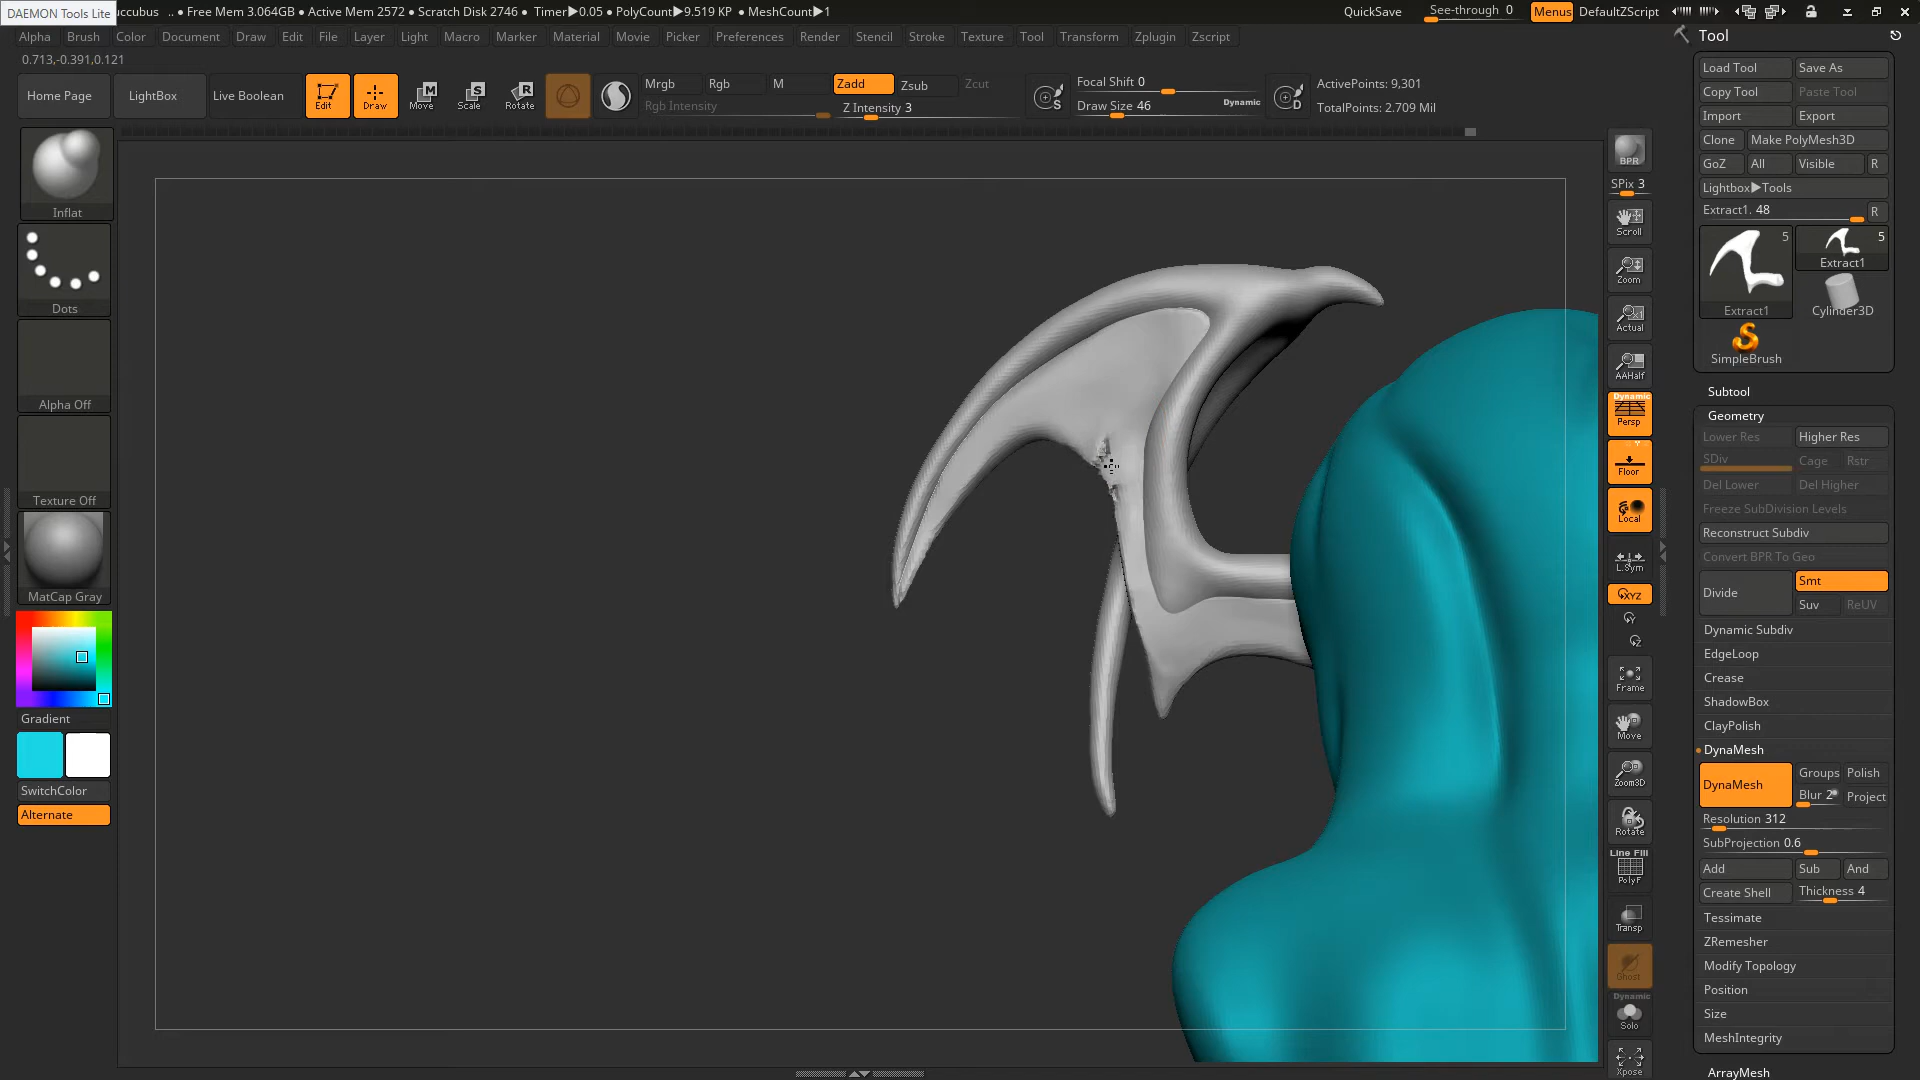 DAEMON Tools Lite
ccubus .. ● Free Mem 3.064GB ● Active Mem 2572 ● Scratch Disk 2746 ● Timer▶0.05 ● PolyCount▶9.519 KP ● MeshCount▶1
QuickSave See-through 0 Menus DefaultZScript
Alpha Brush Color Document Draw Edit File Layer Light Macro Marker Material Movie Picker Preferences Render Stencil Stroke Texture Tool Transform Zplugin Zscript
0.713,-0.391,0.121
Home Page LightBox Live Boolean Edit Draw Move Scale Rotate
Mrgb Rgb M Zadd Zsub Zcut
Rgb Intensity Z Intensity 3
S Focal Shift 0
Draw Size 46 Dynamic
D ActivePoints: 9,301
TotalPoints: 2.709 Mil
Inflat
Dots
Alpha Off
Texture Off
MatCap Gray
Gradient
SwitchColor
Alternate
BPR
SPix 3
Scroll
Zoom
Actual
AAHalf
Dynamic
Persp
Floor
Local
L.Sym
XYZ
Y
Z
Frame
Move
Zoom3D
Rotate
Line Fill
PolyF
Transp
Ghost
Dynamic
Solo
Xpose
Tool
Load Tool Save As
Copy Tool Paste Tool
Import Export
Clone Make PolyMesh3D
GoZ All Visible R
Lightbox▶Tools
Extract1. 48 R
5 5
Extract1
Extract1 Cylinder3D
SimpleBrush
Subtool
Geometry
Lower Res Higher Res
SDiv Cage Rstr
Del Lower Del Higher
Freeze SubDivision Levels
Reconstruct Subdiv
Convert BPR To Geo
Divide Smt
Suv ReUV
Dynamic Subdiv
EdgeLoop
Crease
ShadowBox
ClayPolish
DynaMesh
DynaMesh Groups Polish
Blur 2 Project
Resolution 312
SubProjection 0.6
Add Sub And
Create Shell Thickness 4
Tessimate
ZRemesher
Modify Topology
Position
Size
MeshIntegrity
ArrayMesh